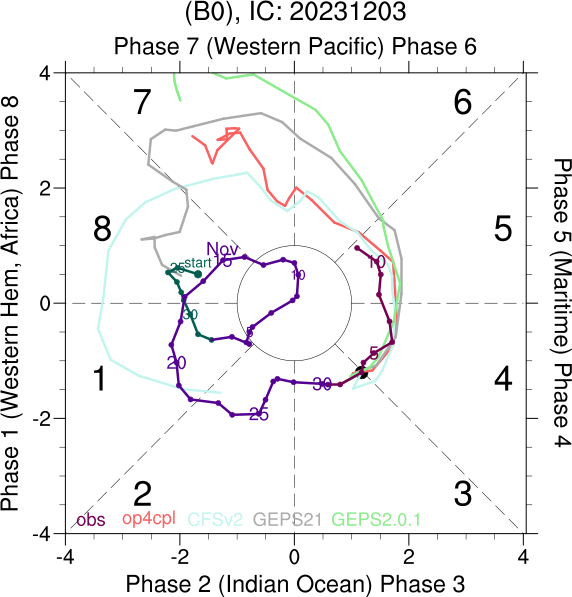 (B0), IC: 20231203
Phase 7 (Western Pacific) Phase 6
Phase 1 (Western Hem, Africa) Phase 8
Phase 5 (Maritime) Phase 4
4
2
0
-2
-4
7
6
8
5
1
4
2
3
Nov
15
25
start
10
10
30
5
5
20
25
30
obs op4cpl CFSv2 GEPS21 GEPS2.0.1
-4 -2 0 2 4
Phase 2 (Indian Ocean) Phase 3